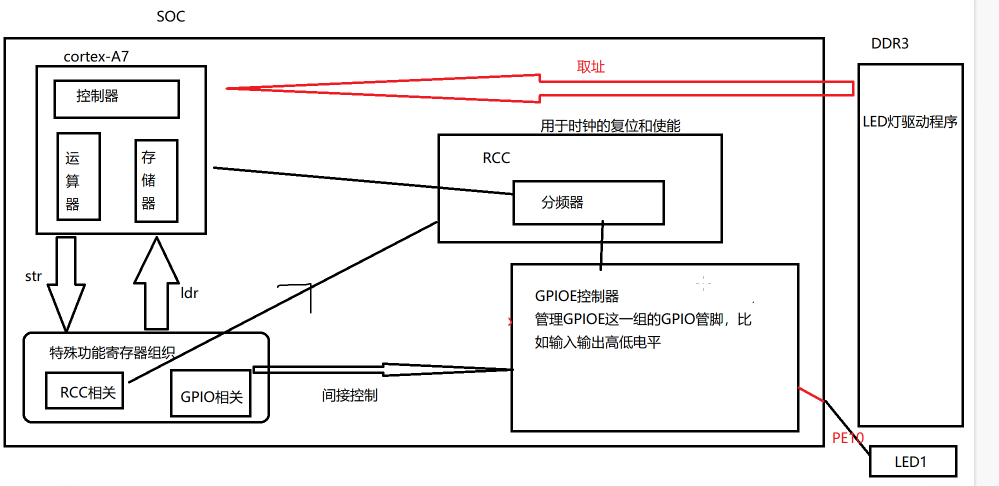 SOC
DDR3
cortex-A7
控制器
运算器
存储器
取址
LED灯驱动程序
用于时钟的复位和使能
RCC
分频器
str
ldr
GPIOE控制器
管理GPIOE这一组的GPIO管脚，比
如输入输出高低电平
特殊功能寄存器组织
RCC相关
GPIO相关
间接控制
PE10
LED1